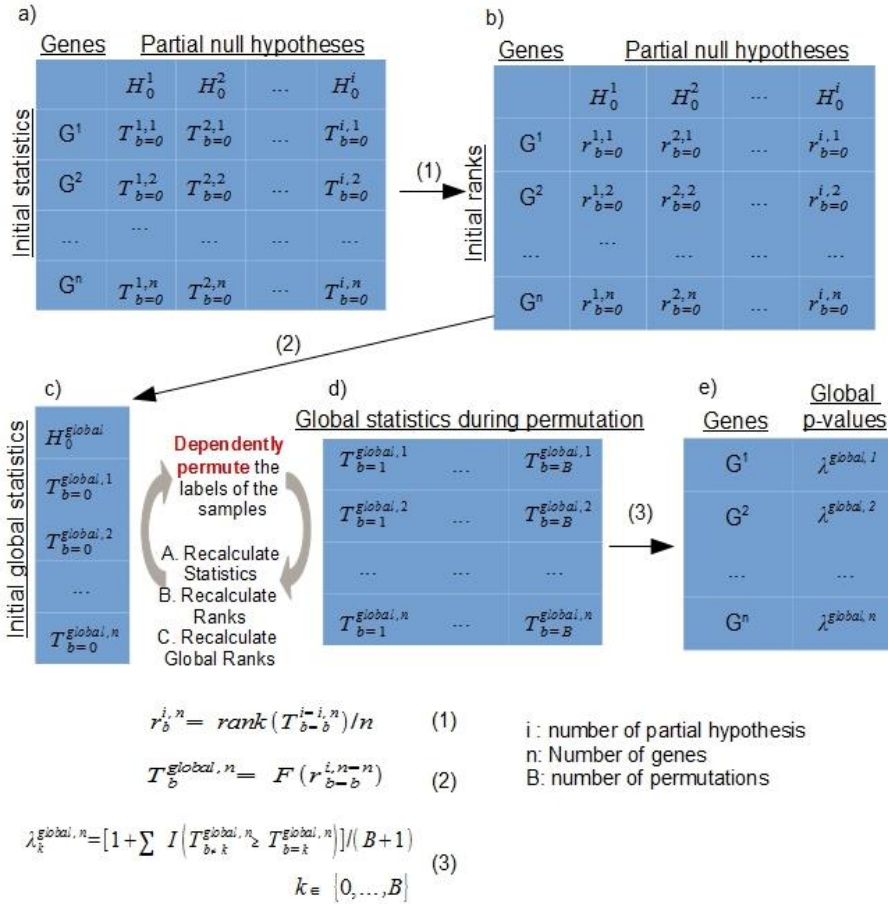 a)
Genes Partial null hypotheses
Initial statistics
H_0^1 H_0^2 ... H_0^i
G^1 T_{b=0}^{1,1} T_{b=0}^{2,1} ... T_{b=0}^{i,1}
G^2 T_{b=0}^{1,2} T_{b=0}^{2,2} ... T_{b=0}^{i,2}
... ... ... ...
G^n T_{b=0}^{1,n} T_{b=0}^{2,n} ... T_{b=0}^{i,n}
(1)
b)
Genes Partial null hypotheses
Initial ranks
H_0^1 H_0^2 ... H_0^i
G^1 r_{b=0}^{1,1} r_{b=0}^{2,1} ... r_{b=0}^{i,1}
G^2 r_{b=0}^{1,2} r_{b=0}^{2,2} ... r_{b=0}^{i,2}
... ... ... ...
G^n r_{b=0}^{1,n} r_{b=0}^{2,n} ... r_{b=0}^{i,n}
(2)
c)
Initial global statistics
H_0^{global}
T_{b=0}^{global,1}
T_{b=0}^{global,2}
...
T_{b=0}^{global,n}
Dependently
permute the
labels of the
samples
A. Recalculate
Statistics
B. Recalculate
Ranks
C. Recalculate
Global Ranks
d)
Global statistics during permutation
T_{b=1}^{global,1} ... T_{b=B}^{global,1}
T_{b=1}^{global,2} ... T_{b=B}^{global,2}
... ... ...
T_{b=1}^{global,n} ... T_{b=B}^{global,n}
(3)
e)
Genes Global p-values
G^1 λ^{global,1}
G^2 λ^{global,2}
... ...
G^n λ^{global,n}
r_b^{i,n} = rank(T_{b-b}^{i-i,n})/n (1)
T_b^{global,n} = F(r_{b-b}^{i,n-n}) (2)
λ_k^{global,n} = [1+∑ I(T_{b≠k}^{global,n} ≥ T_{b=k}^{global,n})]/(B+1) (3)
k ∈ {0,...,B}
i : number of partial hypothesis
n: Number of genes
B: number of permutations